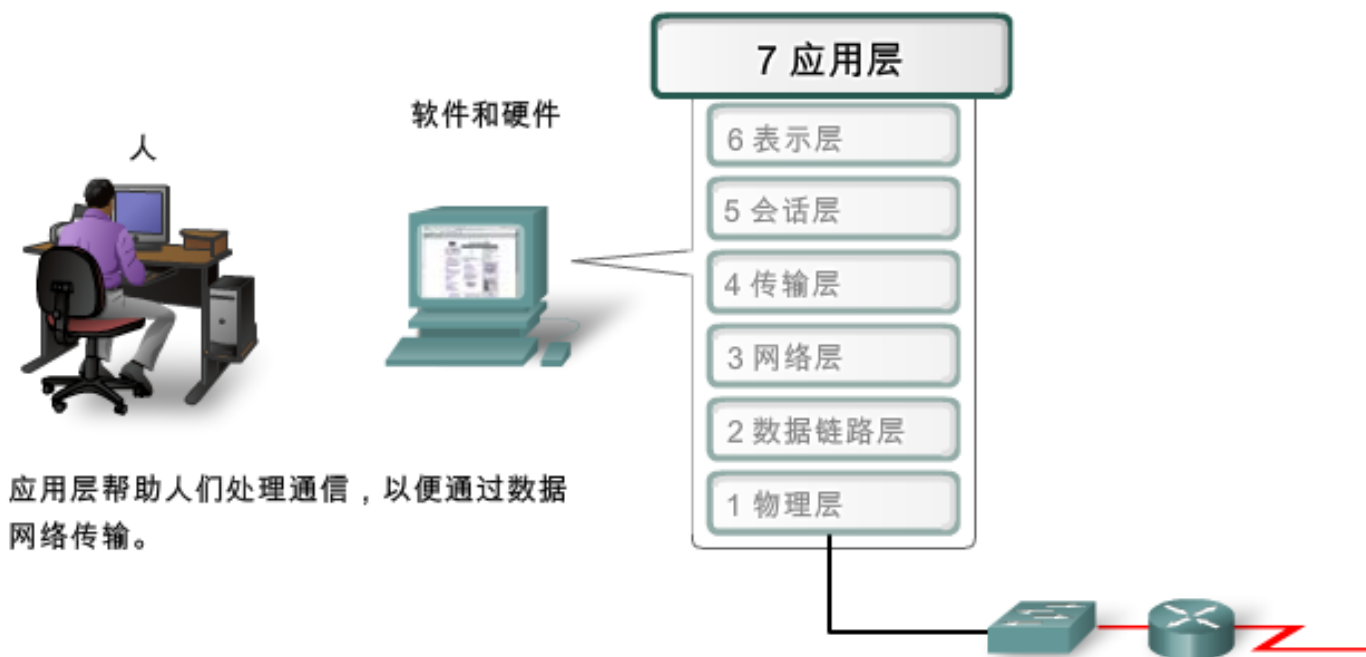 7 应用层
软件和硬件
人
6 表示层
5 会话层
4 传输层
3 网络层
2 数据链路层
1 物理层
应用层帮助人们处理通信，以便通过数据
网络传输。